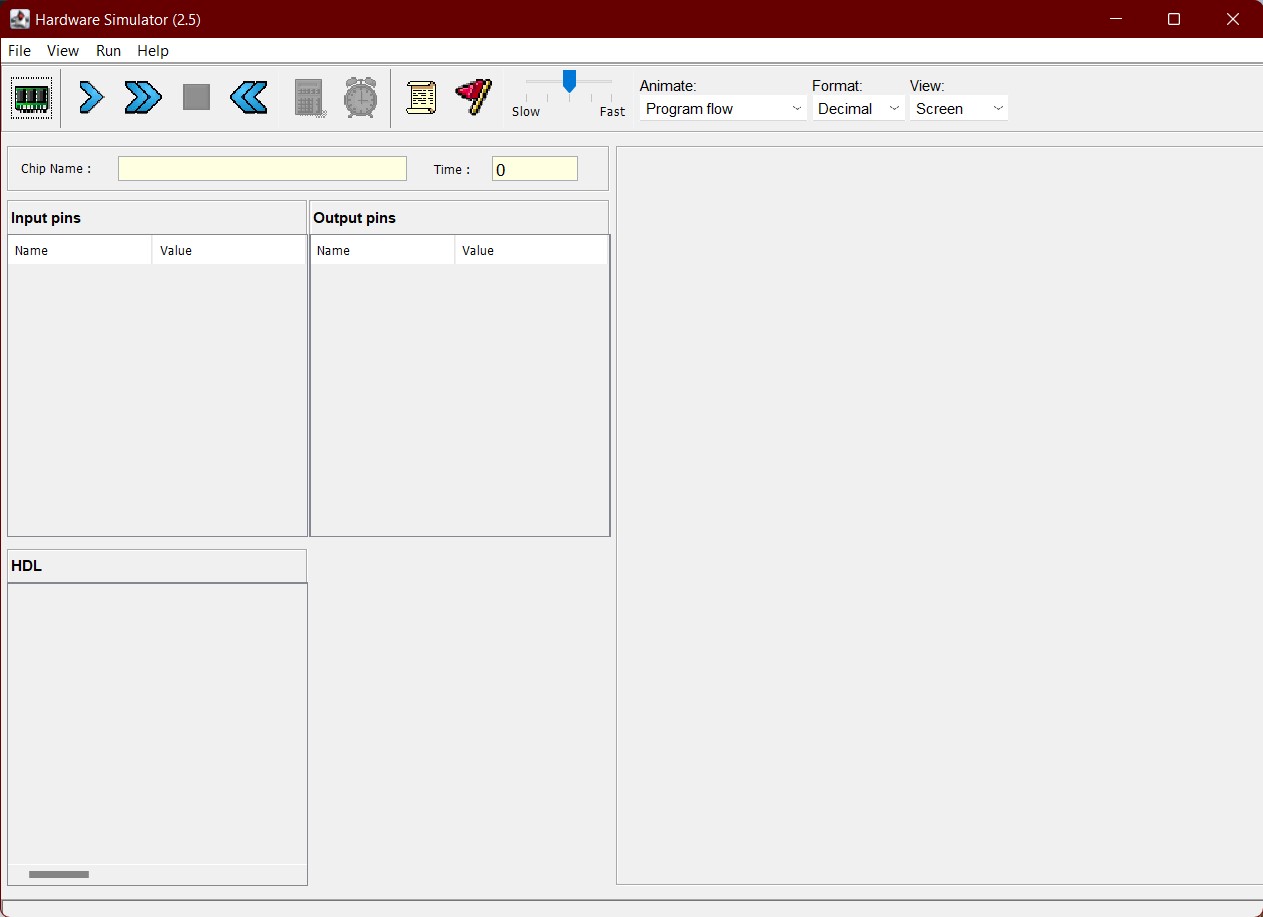 Hardware Simulator (2.5)
File View Run Help
Slow Fast
Animate: Format: View:
Program flow Decimal Screen
Chip Name : Time : 0
Input pins Output pins
Name Value Name Value
HDL